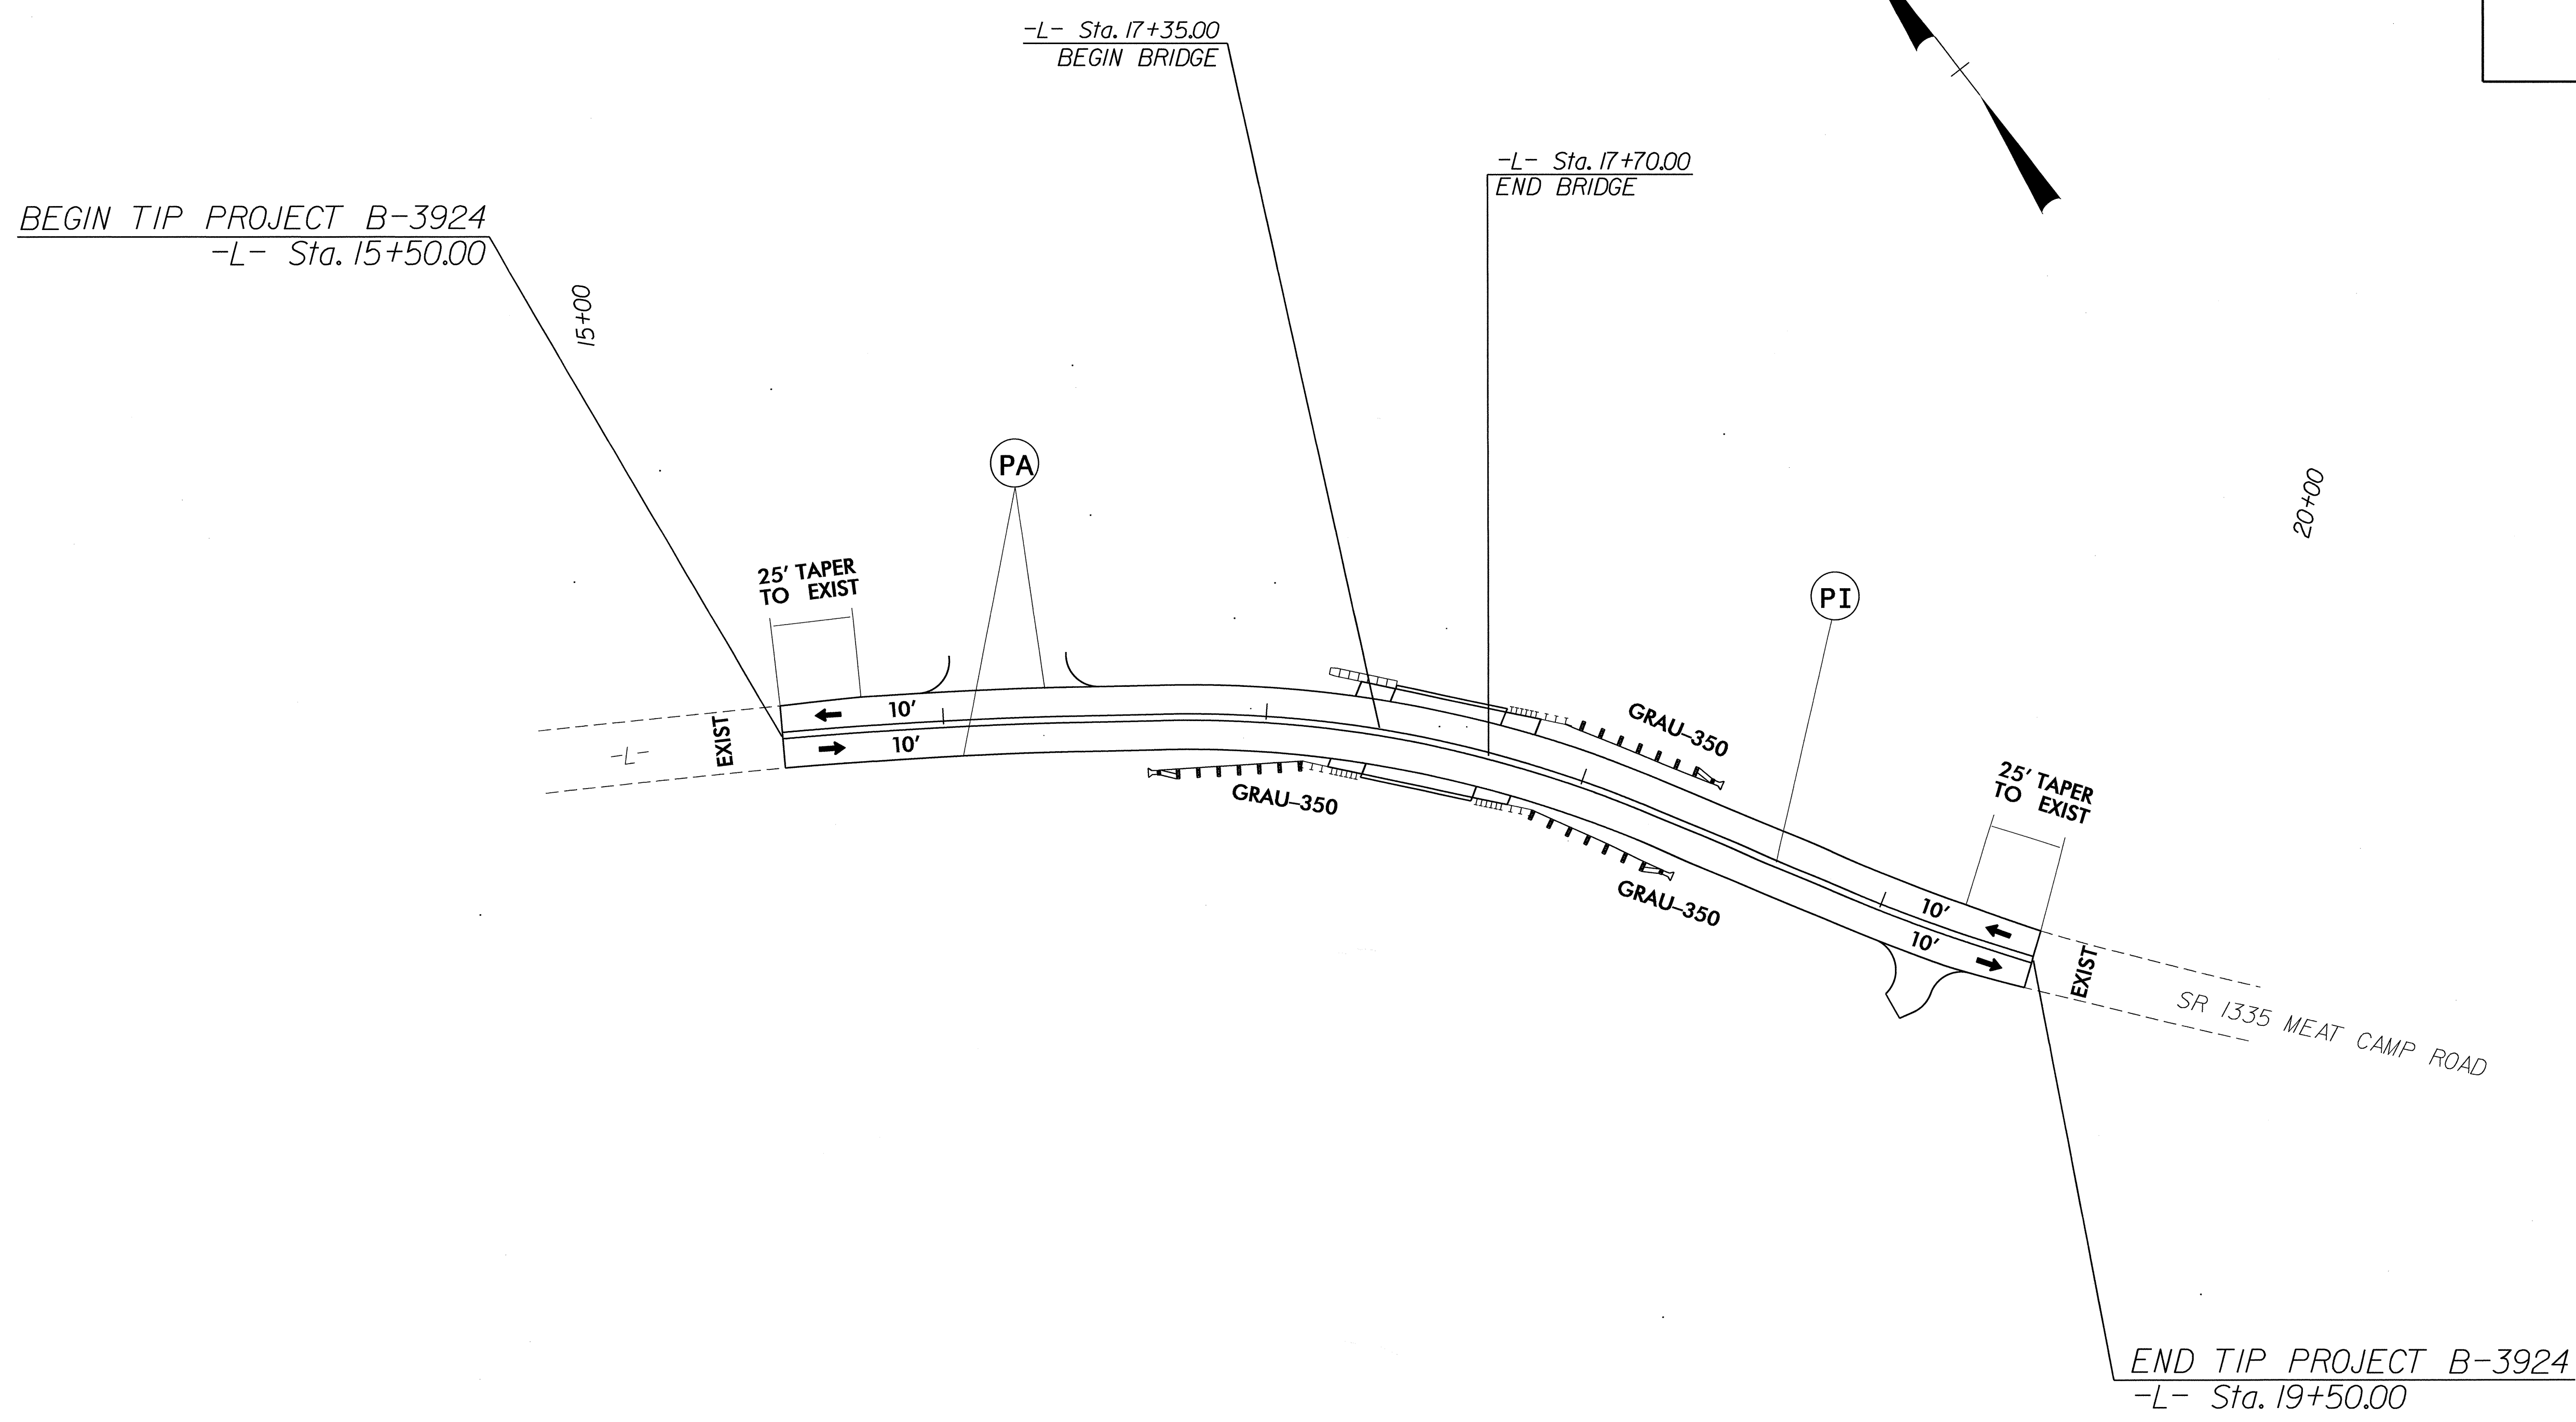 -L- Sta. 17+35.00
BEGIN BRIDGE
-L- Sta. 17+70.00
END BRIDGE
BEGIN TIP PROJECT B-3924
-L- Sta. 15+50.00
15+00
20+00
PA
PI
25' TAPER
TO EXIST
10'
10'
EXIST
-L-
GRAU-350
GRAU-350
GRAU-350
25' TAPER
TO EXIST
10'
10'
EXIST
SR 1335 MEAT CAMP ROAD
END TIP PROJECT B-3924
-L- Sta. 19+50.00